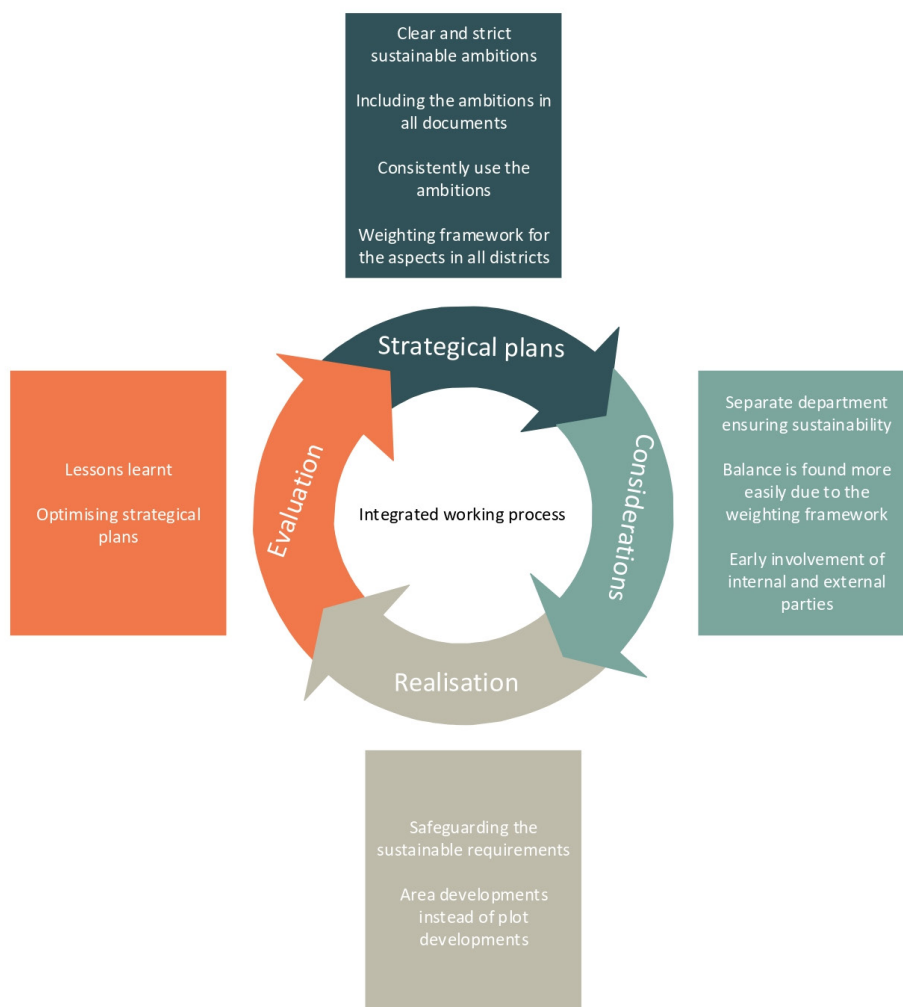 Clear and strict
sustainable ambitions
Including the ambitions in
all documents
Consistently use the
ambitions
Weighting framework for
the aspects in all districts
Strategical plans
Lessons learnt
Optimising strategical
plans
Evaluation
Integrated working process
Considerations
Separate department
ensuring sustainability
Balance is found more
easily due to the
weighting framework
Early involvement of
internal and external
parties
Realisation
Safeguarding the
sustainable requirements
Area developments
instead of plot
developments